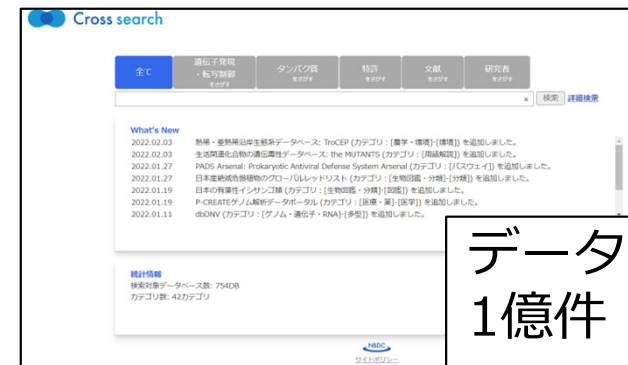 Cross search
全て
遺伝子発現
・転写制御
をさがす
タンパク質
をさがす
特許
をさがす
文献
をさがす
研究者
をさがす
× 検索 詳細検索
What's New
2022.02.03 熱帯・亜熱帯沿岸生態系データベース: TroCEP (カテゴリ : [農学・環境]-[環境]) を追加しました。
2022.02.03 生活関連化合物の遺伝毒性データベース: the MUTANTS (カテゴリ : [用語解説]) を追加しました。
2022.01.27 PADS Arsenal: Prokaryotic Antiviral Defense System Arsenal (カテゴリ : [パスウェイ]) を追加しました。
2022.01.27 日本産絶滅危惧植物のグローバルレッドリスト (カテゴリ : [生物図鑑・分類]-[分類]) を追加しました。
2022.01.19 日本の有藻性イシサンゴ類 (カテゴリ : [生物図鑑・分類]-[図鑑]) を追加しました。
2022.01.19 P-CREATEゲノム解析データポータル (カテゴリ : [医療・薬]-[医学]) を追加しました。
2022.01.11 dbDNV (カテゴリ : [ゲノム・遺伝子・RNA]-[多型]) を追加しました。
統計情報
検索対象データベース数: 754DB
カテゴリ数: 42カテゴリ
データ
1億件
NBDC
サイトポリシー